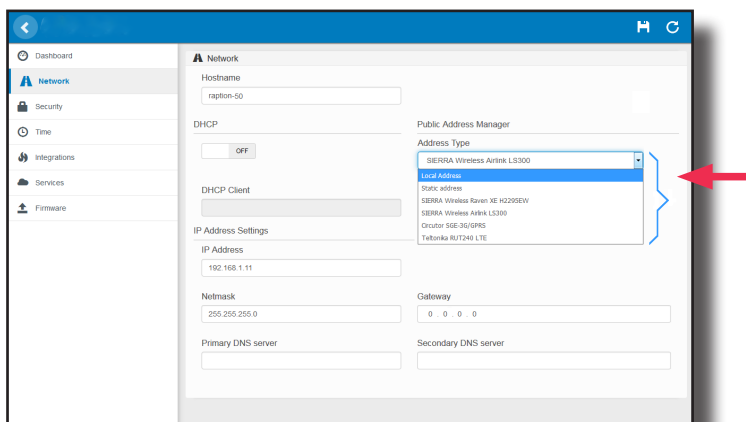 Dashboard
Network
Security
Time
Integrations
Services
Firmware
Network
Hostname
raption-50
DHCP
OFF
DHCP Client
Public Address Manager
Address Type
SIERRA Wireless Airlink LS300
Local Address
Static address
SIERRA Wireless Raven XE H2295EW
SIERRA Wireless Airlink LS300
Circutor SGE-3G/GPRS
Teltonika RUT240 LTE
IP Address Settings
IP Address
192.168.1.11
Netmask
255.255.255.0
Gateway
0 . 0 . 0 . 0
Primary DNS server
Secondary DNS server